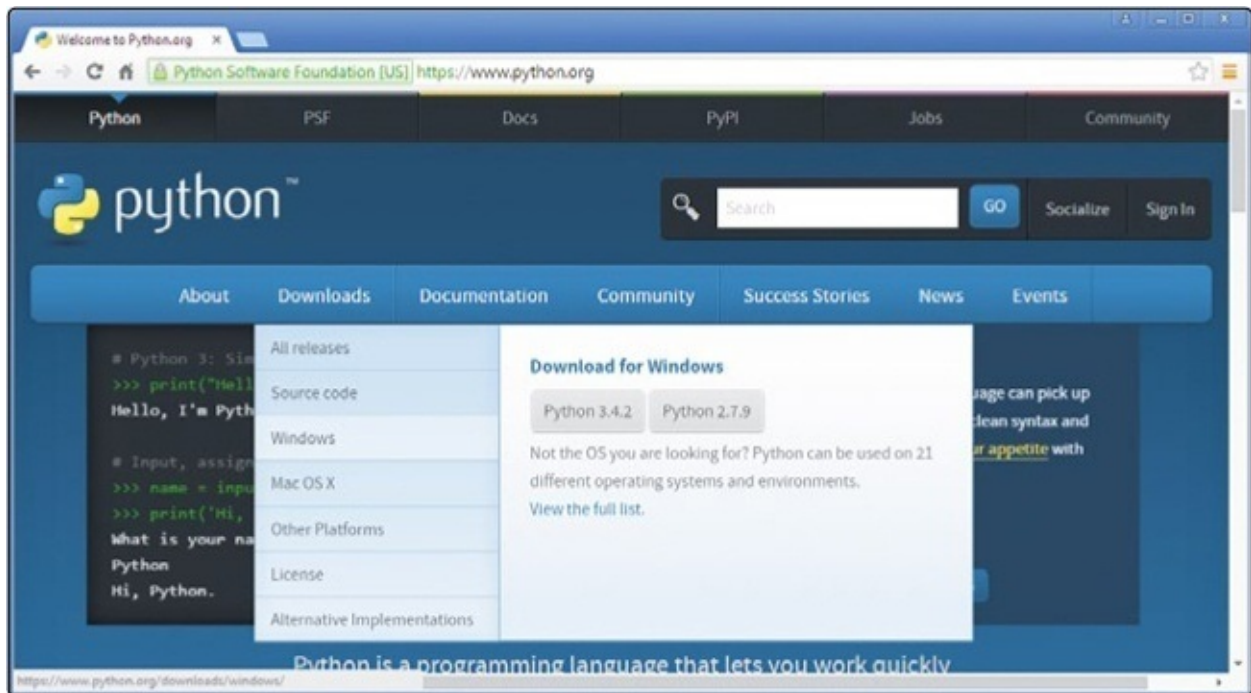 Welcome to Python.org
Python Software Foundation [US] https://www.python.org
Python PSF Docs PyPI Jobs Community
python™
Search GO Socialize Sign In
About Downloads Documentation Community Success Stories News Events
# Python 3: Sim
>>> print("Hell
Hello, I'm Pyth
# Input, assign
>>> name = inpu
>>> print('Hi,
What is your na
Python
Hi, Python.
All releases
Source code
Windows
Mac OS X
Other Platforms
License
Alternative Implementations
Download for Windows
Python 3.4.2 Python 2.7.9
Not the OS you are looking for? Python can be used on 21
different operating systems and environments.
View the full list.
can pick up
clean syntax and
appetite with
Python is a programming language that lets you work quickly
https://www.python.org/downloads/windows/